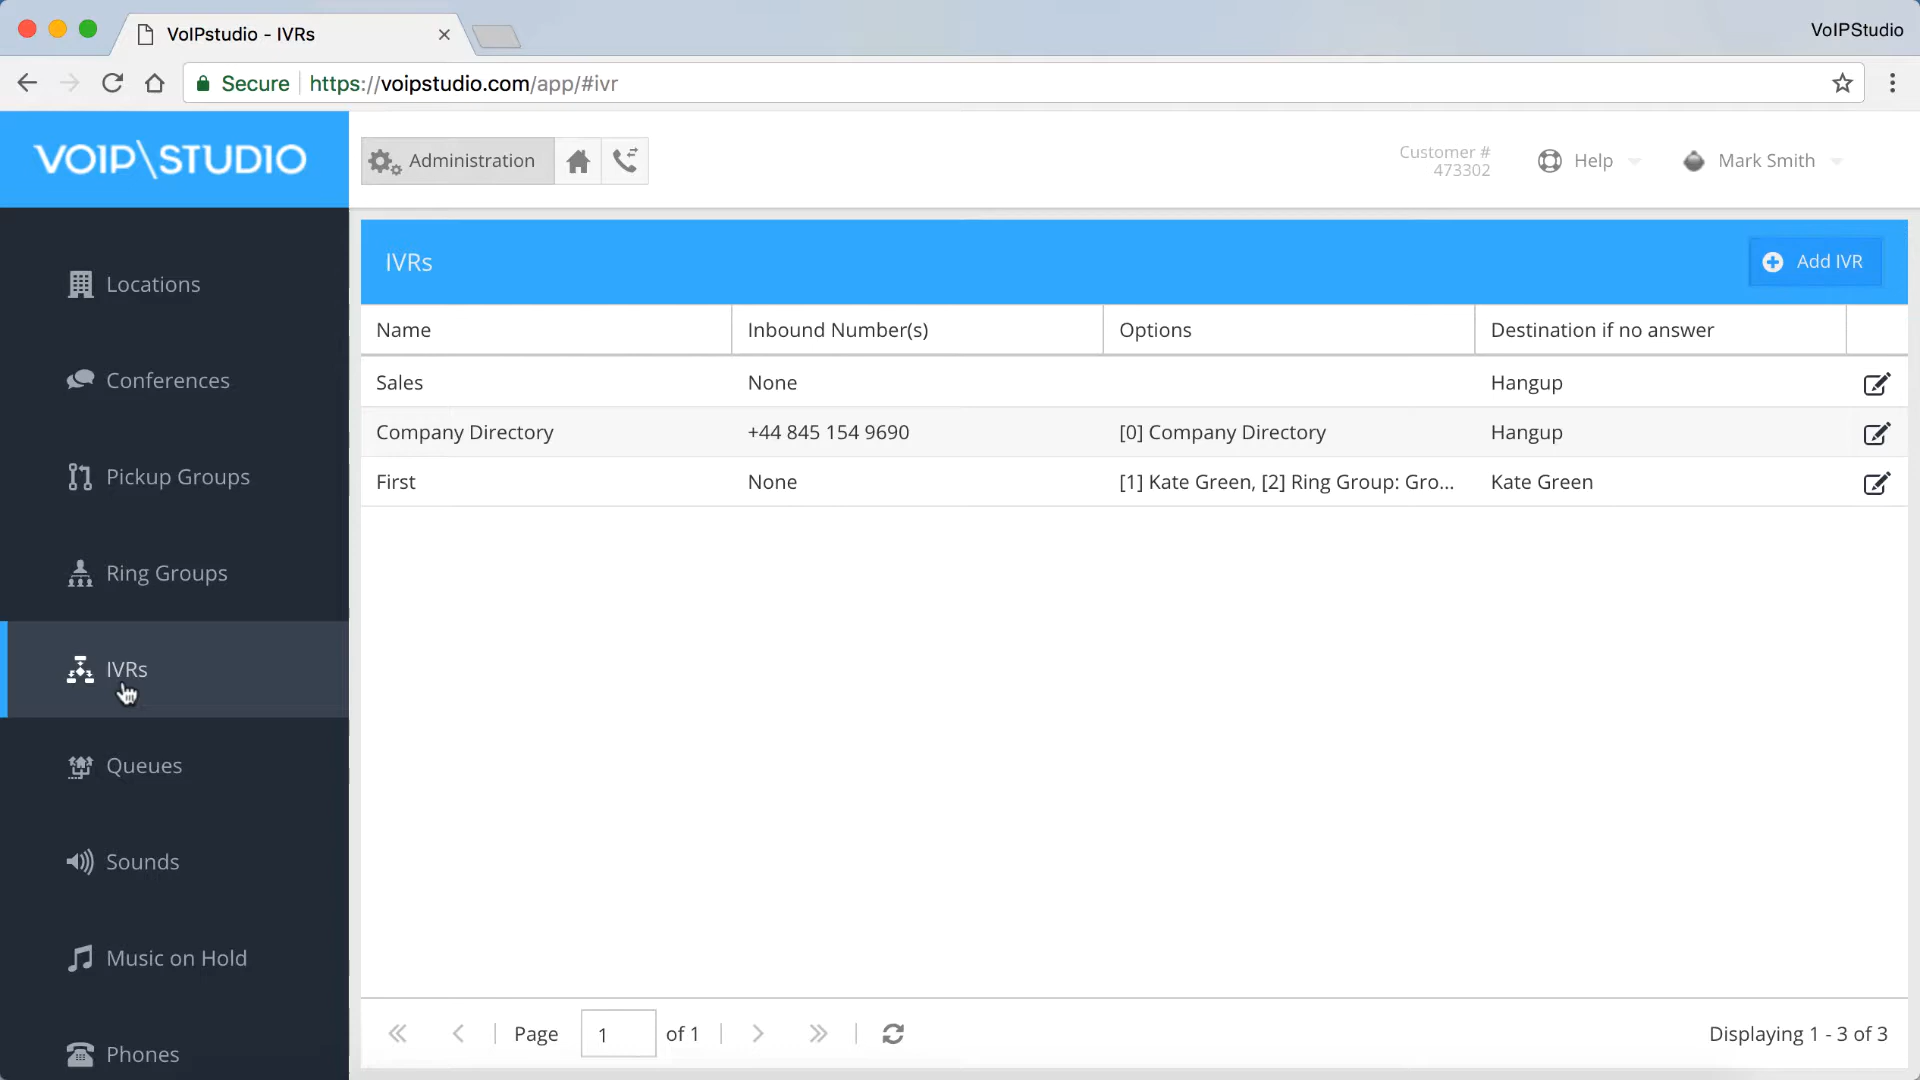 VoIPstudio - IVRs
VoIPStudio
Secure https://voipstudio.com/app/#ivr
VOIP\STUDIO
Administration
Customer #
473302
Help
Mark Smith
Locations
Conferences
Pickup Groups
Ring Groups
IVRs
Queues
Sounds
Music on Hold
Phones
IVRs
Add IVR
Name Inbound Number(s) Options Destination if no answer
Sales None Hangup
Company Directory +44 845 154 9690 [0] Company Directory Hangup
First None [1] Kate Green, [2] Ring Group: Gro... Kate Green
Page 1 of 1
Displaying 1 - 3 of 3